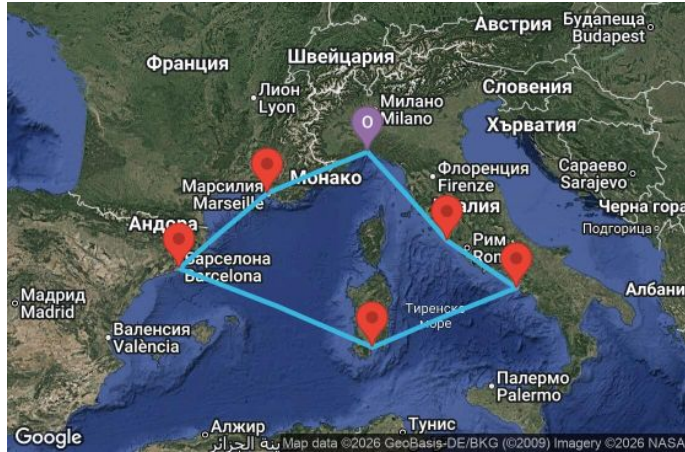 Австрия
Будапеща
Budapest
Швейцария
Франция
Лион
Lyon
Милано
Milano
Словения
O
Хърватия
Марсилия
Marseille
Монако
Флоренция
Firenze
Сараево
Sarajevo
Андора
Черна гора
Подгорица
Рим
Барселона
Barcelona
Мадрид
Madrid
Тиренско
море
Албани
Валенсия
València
Палермо
Palermo
Алжир
Тунис
Google
Map data ©2026 GeoBasis-DE/BKG (©2009) Imagery ©2026 NASA